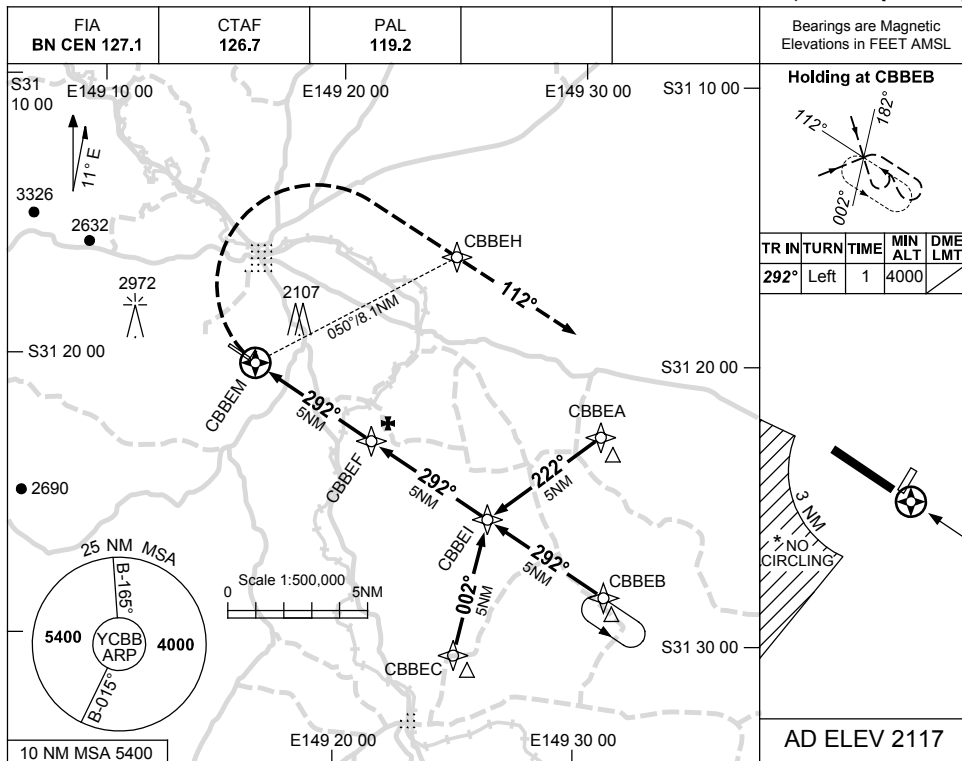 FIA
BN CEN 127.1
CTAF
126.7
PAL
119.2
Bearings are Magnetic
Elevations in FEET AMSL
S31
10 00
E149 10 00
E149 20 00
E149 30 00
S31 10 00
11° E
3326
2632
2972
2107
CBBEH
050°/8.1NM
112°
S31 20 00
S31 20 00
CBBEM
292°
5NM
CBBEF
CBBEA
222°
5NM
292°
5NM
2690
CBBEI
292°
5NM
CBBEB
002°
5NM
CBBEC
25 NM MSA
B-165°
5400
YCBB
ARP
4000
B-015°
Scale 1:500,000
0
5NM
S31 30 00
E149 20 00
E149 30 00
10 NM MSA 5400
Holding at CBBEB
112°
182°
002°
TR IN TURN TIME MIN ALT DME LMT
292° Left 1 4000
3 NM
* NO
CIRCLING
AD ELEV 2117